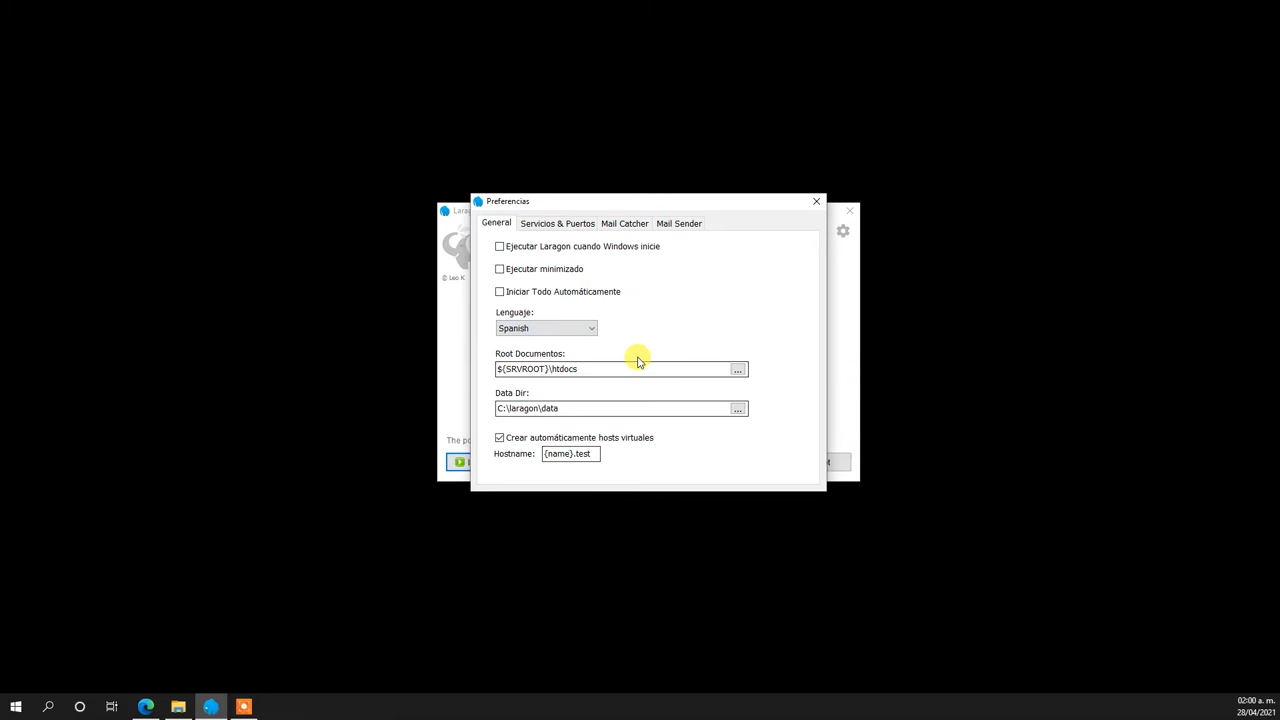 Preferencias
General Servicios & Puertos Mail Catcher Mail Sender
Ejecutar Laragon cuando Windows inicie
© Leo K
Ejecutar minimizado
Iniciar Todo Automáticamente
Lenguaje:
Spanish
Root Documentos:
${SRVROOT}\htdocs
...
Data Dir:
C:\laragon\data
...
Crear automáticamente hosts virtuales
The
Hostname: {name}.test
02:00 a. m.
28/04/2021